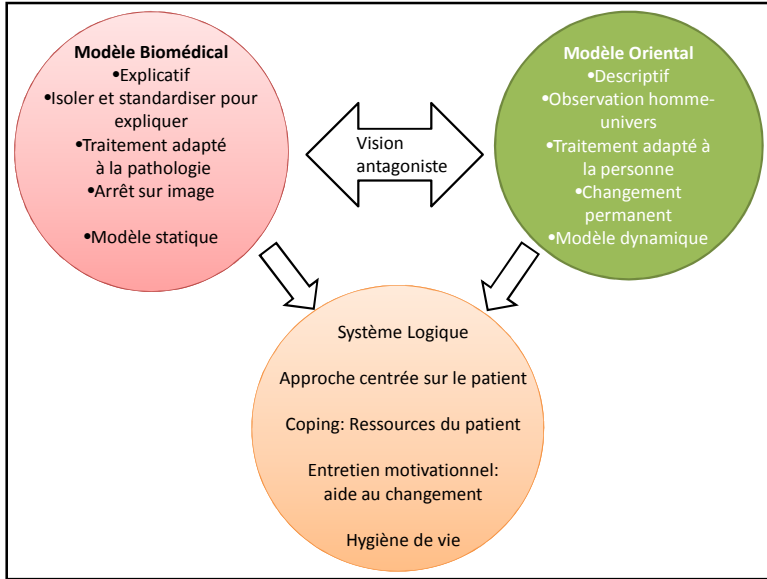 Modèle Biomédical
•Explicatif
•Isoler et standardiser pour
expliquer
•Traitement adapté
à la pathologie
•Arrêt sur image
•Modèle statique
Vision
antagoniste
Modèle Oriental
•Descriptif
•Observation homme-
univers
•Traitement adapté à
la personne
•Changement
permanent
•Modèle dynamique
Système Logique
Approche centrée sur le patient
Coping: Ressources du patient
Entretien motivationnel:
aide au changement
Hygiène de vie